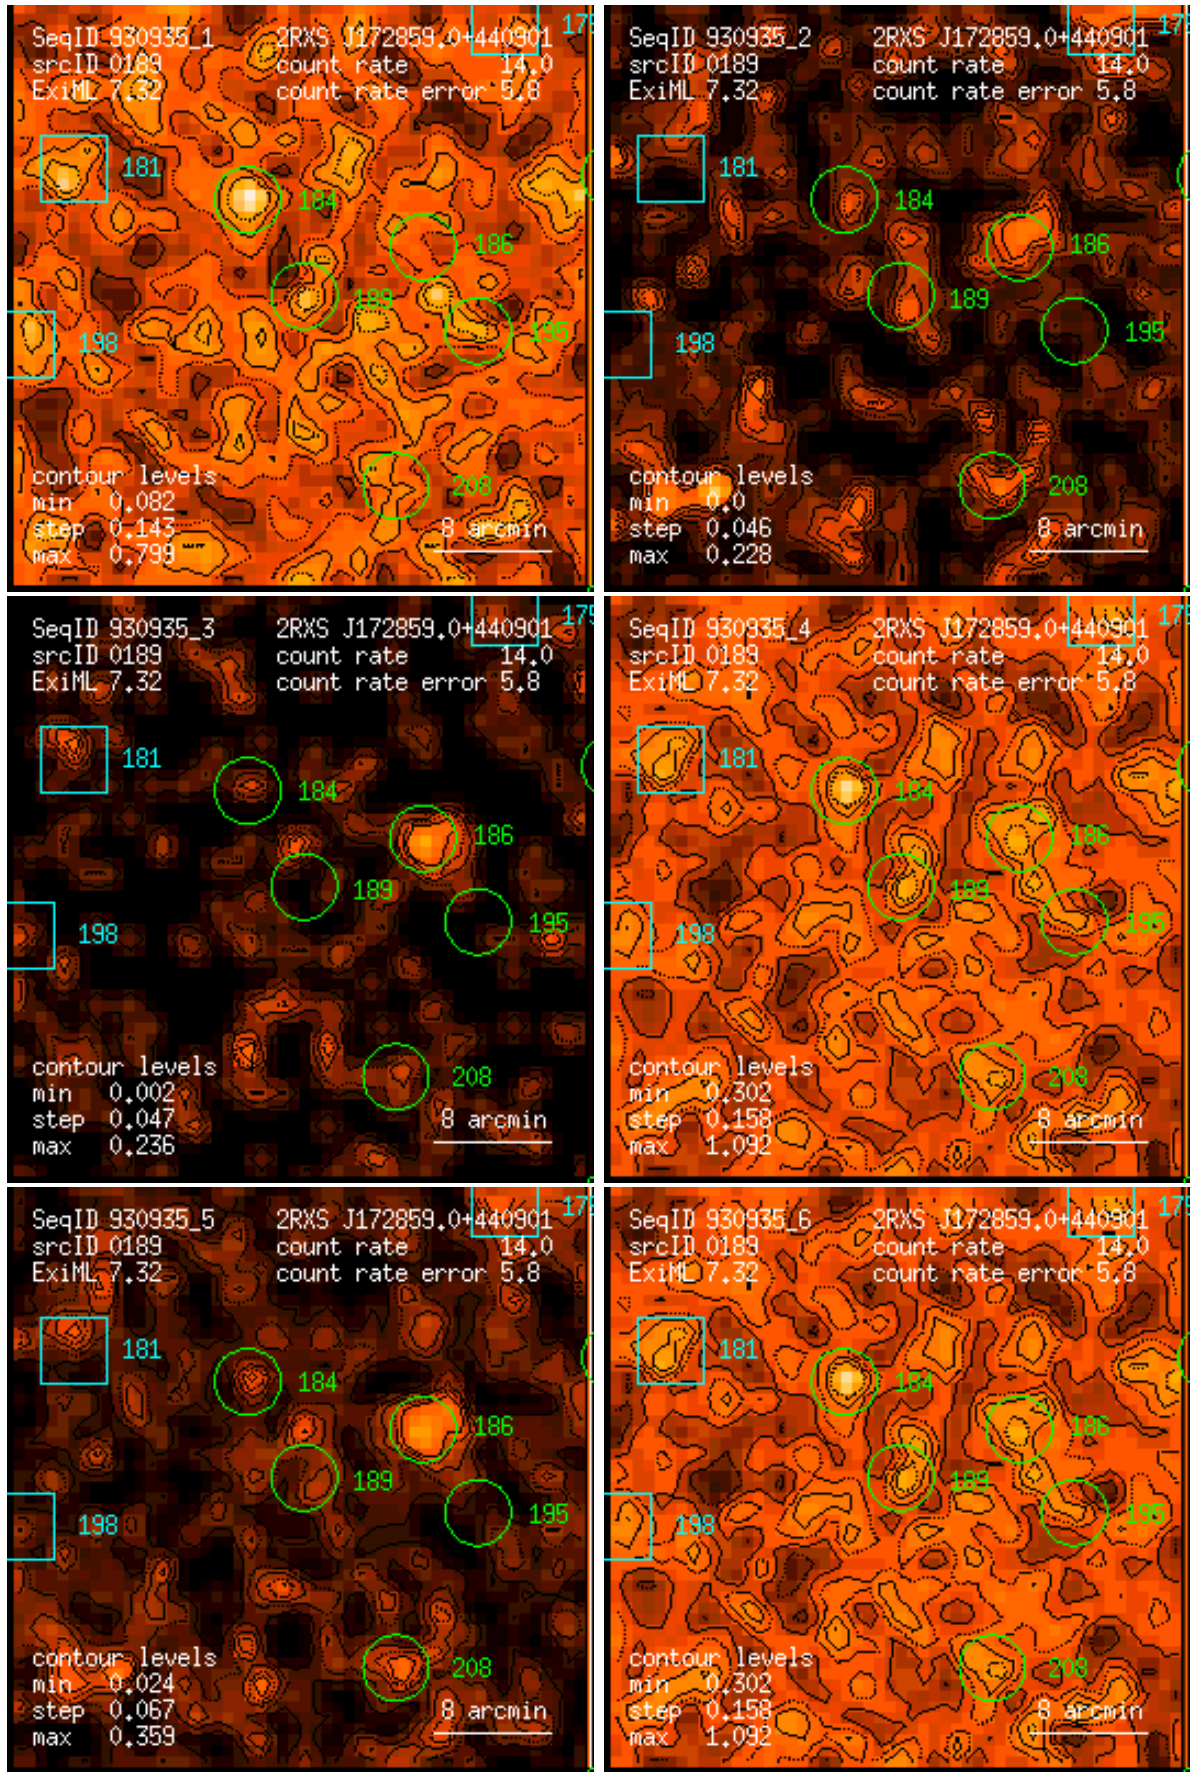 SeqID 930935_1 2RXS J172859.0+440901 175
srcID 0189 count rate 14.0
ExiML 7.32 count rate error 5.8
181
184
186
189
195
198
contour levels
208
min 0.082
step 0.143 8 arcmin
max 0.799
SeqID 930935_2 2RXS J172859.0+440901 175
srcID 0189 count rate 14.0
ExiML 7.32 count rate error 5.8
181
184
186
189
195
198
contour levels
208
min 0.0
step 0.046 8 arcmin
max 0.228
SeqID 930935_3 2RXS J172859.0+440901 175
srcID 0189 count rate 14.0
ExiML 7.32 count rate error 5.8
181
184
186
189
195
198
contour levels
208
min 0.002
step 0.047 8 arcmin
max 0.236
SeqID 930935_4 2RXS J172859.0+440901 175
srcID 0189 count rate 14.0
ExiML 7.32 count rate error 5.8
181
184
186
189
195
198
contour levels
208
min 0.302
step 0.158 8 arcmin
max 1.092
SeqID 930935_5 2RXS J172859.0+440901 175
srcID 0189 count rate 14.0
ExiML 7.32 count rate error 5.8
181
184
186
189
195
198
contour levels
208
min 0.024
step 0.067 8 arcmin
max 0.359
SeqID 930935_6 2RXS J172859.0+440901 175
srcID 0189 count rate 14.0
ExiML 7.32 count rate error 5.8
181
184
186
189
195
198
contour levels
208
min 0.302
step 0.158 8 arcmin
max 1.092